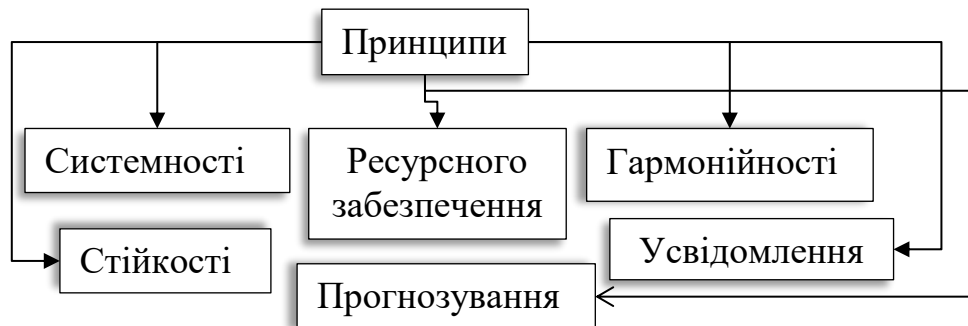 Принципи
Системності
Ресурсного
забезпечення
Гармонійності
Стійкості
Усвідомлення
Прогнозування